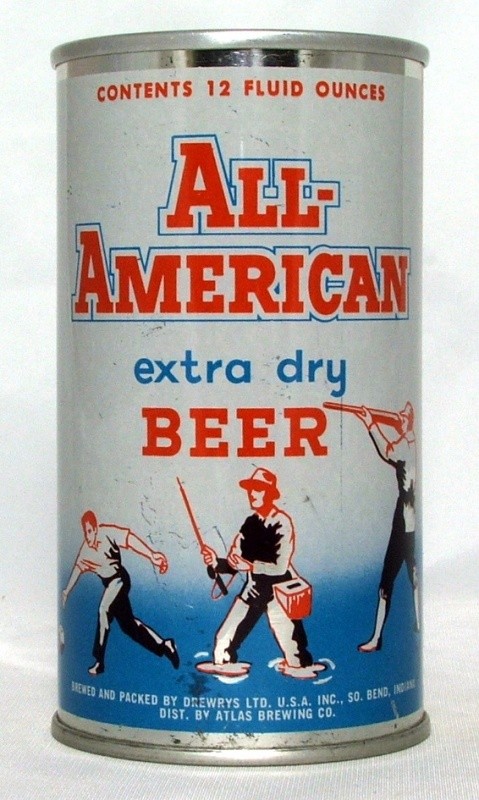 CONTENTS 12 FLUID OUNCES
ALL-
AMERICAN
extra dry
BEER
BREWED AND PACKED BY DREWRYS LTD. U.S.A. INC., SO. BEND, INDIANA
DIST. BY ATLAS BREWING CO.